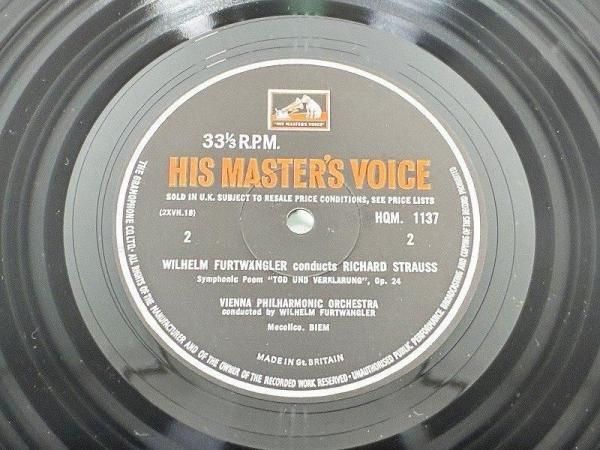 "HIS MASTER'S VOICE"
33⅓ R.P.M.
HIS MASTER'S VOICE
SOLD IN U.K. SUBJECT TO RESALE PRICE CONDITIONS, SEE PRICE LISTS
(2XVH.18) HQM. 1137
2 2
WILHELM FURTWÄNGLER conducts RICHARD STRAUSS
Symphonic Poem "TOD UND VERKLÄRUNG", Op. 24
VIENNA PHILHARMONIC ORCHESTRA
conducted by WILHELM FURTWÄNGLER
Mecolico. BIEM
MADE IN Gt. BRITAIN
THE GRAMOPHONE CO. LTD.- ALL RIGHTS OF THE MANUFACTURER AND OF THE OWNER OF THE RECORDED WORK RESERVED - UNAUTHORISED PUBLIC PERFORMANCE BROADCASTING AND COPYING OF THIS RECORD PROHIBITED